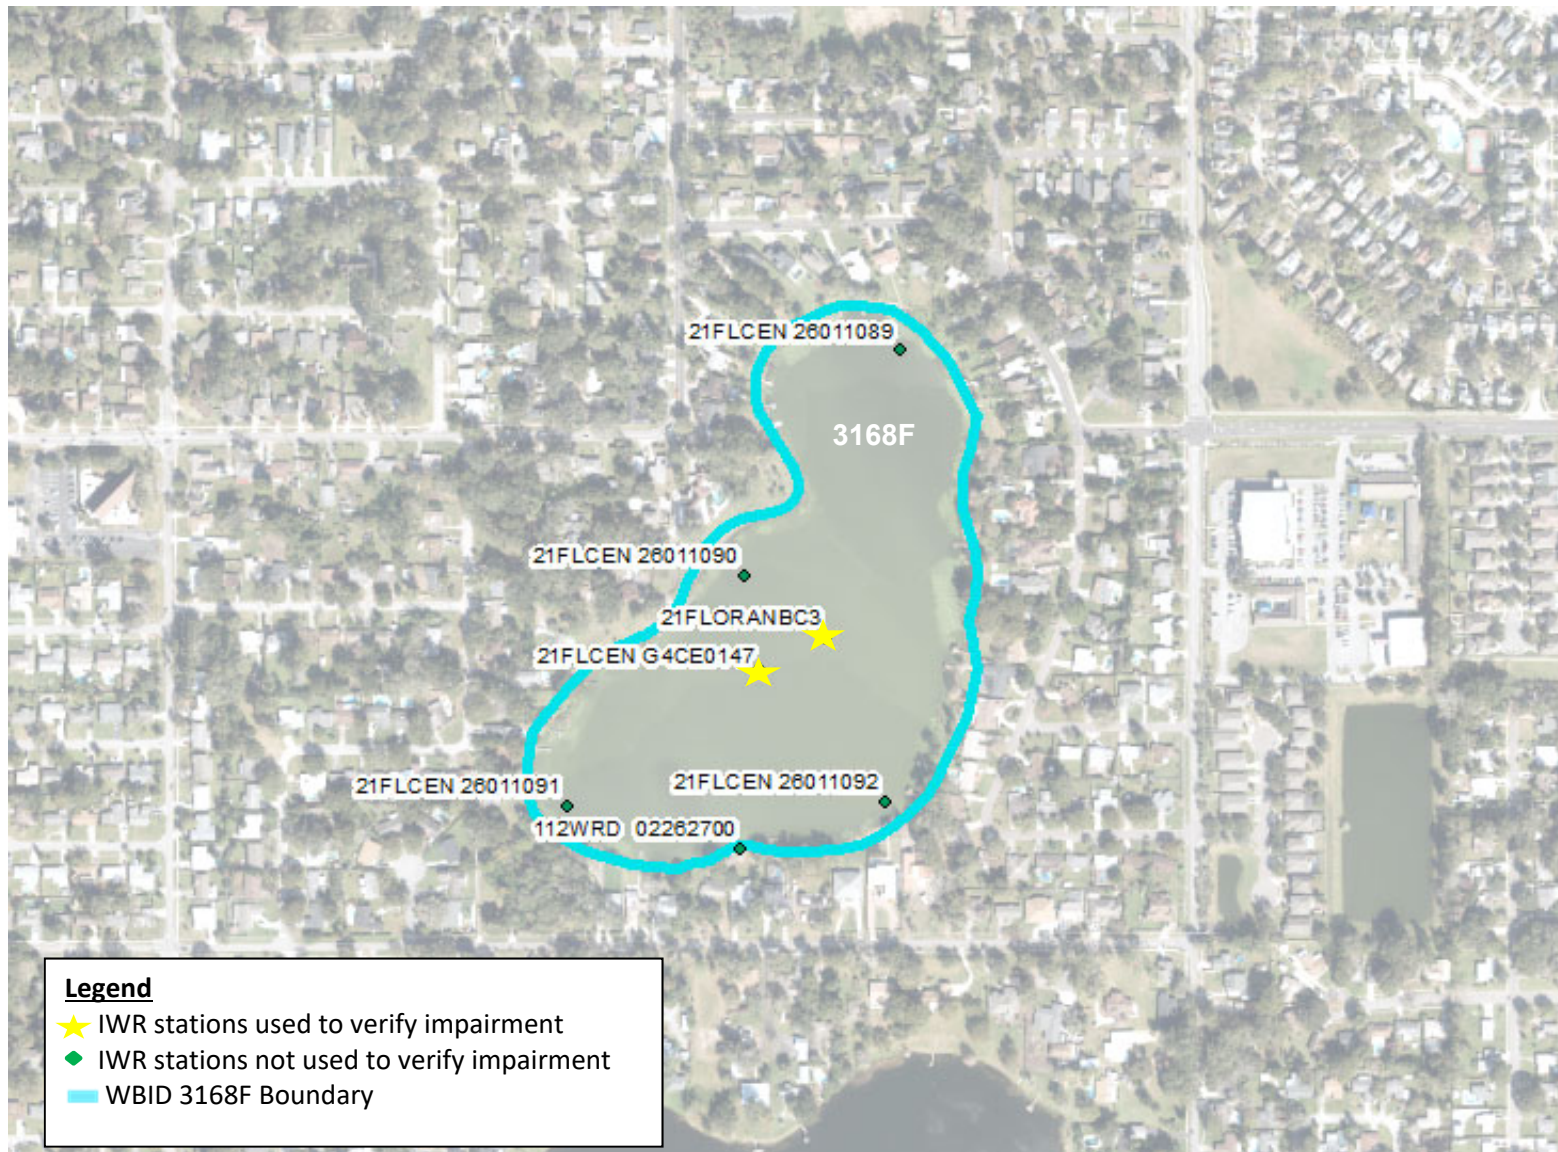 21FLCEN 26011089
3168F
21FLCEN 26011090
21FLORANBC3
21FLCEN G4CE0147
21FLCEN 26011091
21FLCEN 26011092
112WRD 02262700
Legend
IWR stations used to verify impairment
IWR stations not used to verify impairment
WBID 3168F Boundary